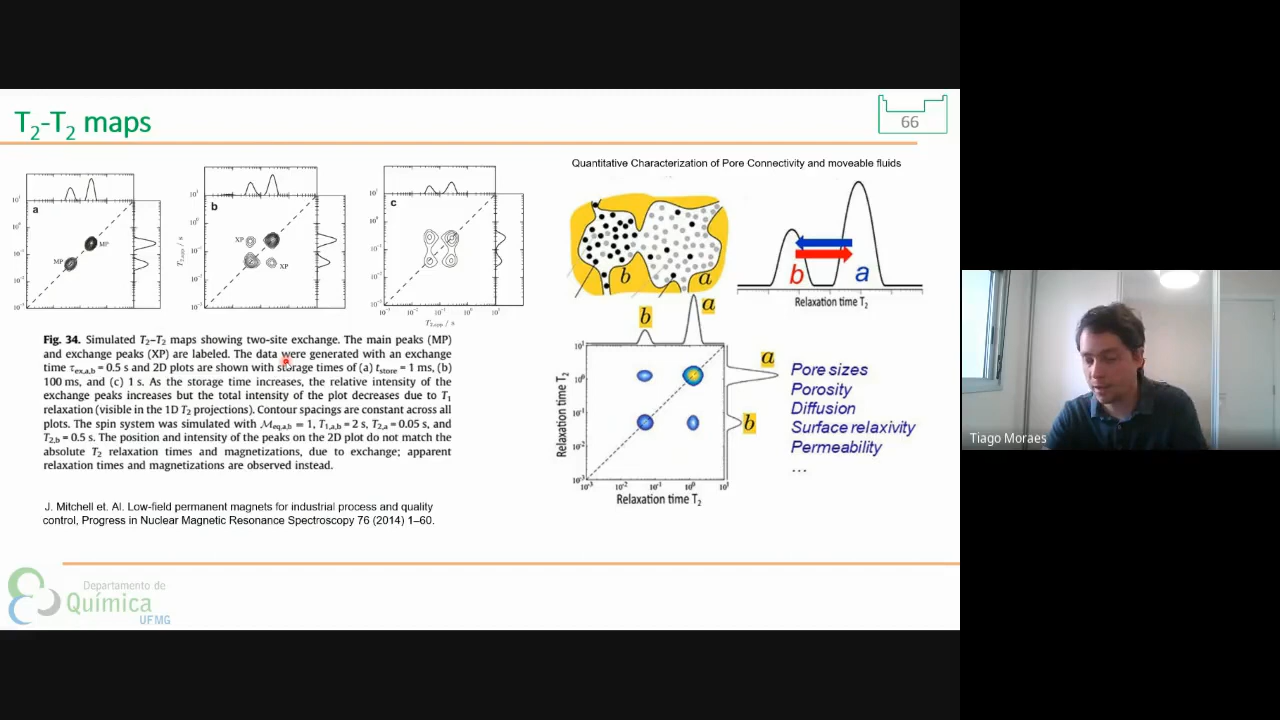 T2-T2 maps
66
Quantitative Characterization of Pore Connectivity and moveable fluids
a
MP
MP
b
XP
XP
T2,app / s
c
T2,app / s
b
a
b
a
Relaxation time T2
b
a
a
b
Relaxation time T2
Relaxation time T2
Pore sizes
Porosity
Diffusion
Surface relaxivity
Permeability
...
Fig. 34. Simulated T2–T2 maps showing two-site exchange. The main peaks (MP)
and exchange peaks (XP) are labeled. The data were generated with an exchange
time τex,a,b = 0.5 s and 2D plots are shown with storage times of (a) tstore = 1 ms, (b)
100 ms, and (c) 1 s. As the storage time increases, the relative intensity of the
exchange peaks increases but the total intensity of the plot decreases due to T1
relaxation (visible in the 1D T2 projections). Contour spacings are constant across all
plots. The spin system was simulated with Meq,a,b = 1, T1,a,b = 2 s, T2,a = 0.05 s, and
T2,b = 0.5 s. The position and intensity of the peaks on the 2D plot do not match the
absolute T2 relaxation times and magnetizations, due to exchange; apparent
relaxation times and magnetizations are observed instead.
J. Mitchell et. Al. Low-field permanent magnets for industrial process and quality
control, Progress in Nuclear Magnetic Resonance Spectroscopy 76 (2014) 1–60.
Departamento de
Química
UFMG
Tiago Moraes